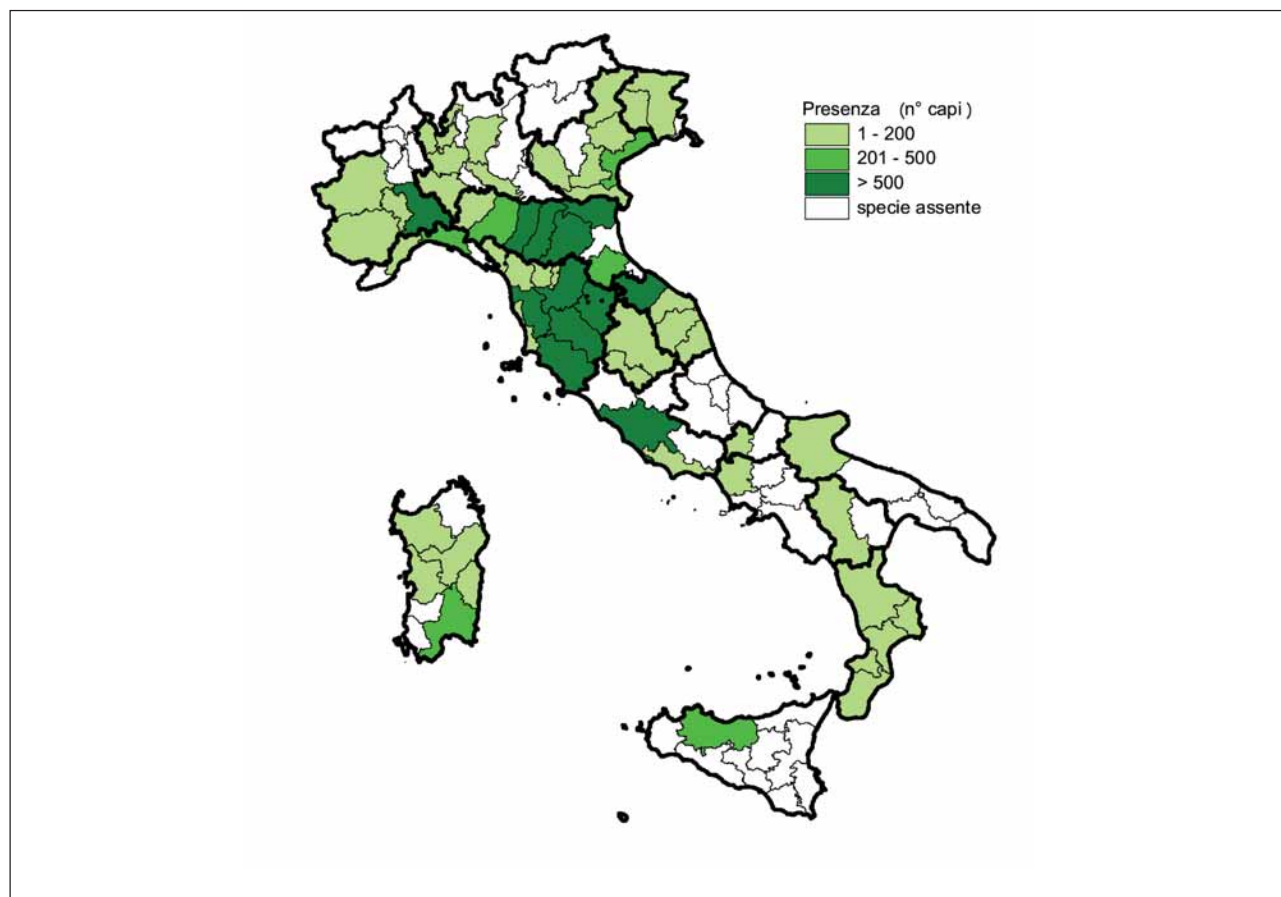 Presenza (n° capi )
1 - 200
201 - 500
> 500
specie assente